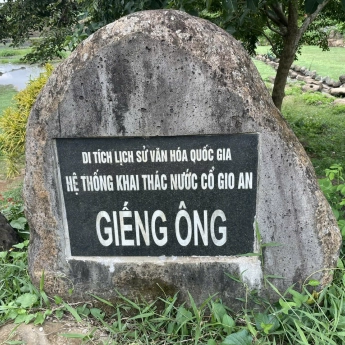 DI TÍCH LỊCH SỬ VĂN HÓA QUỐC GIA
HỆ THỐNG KHAI THÁC NƯỚC CỔ GIO AN
GIẾNG ÔNG